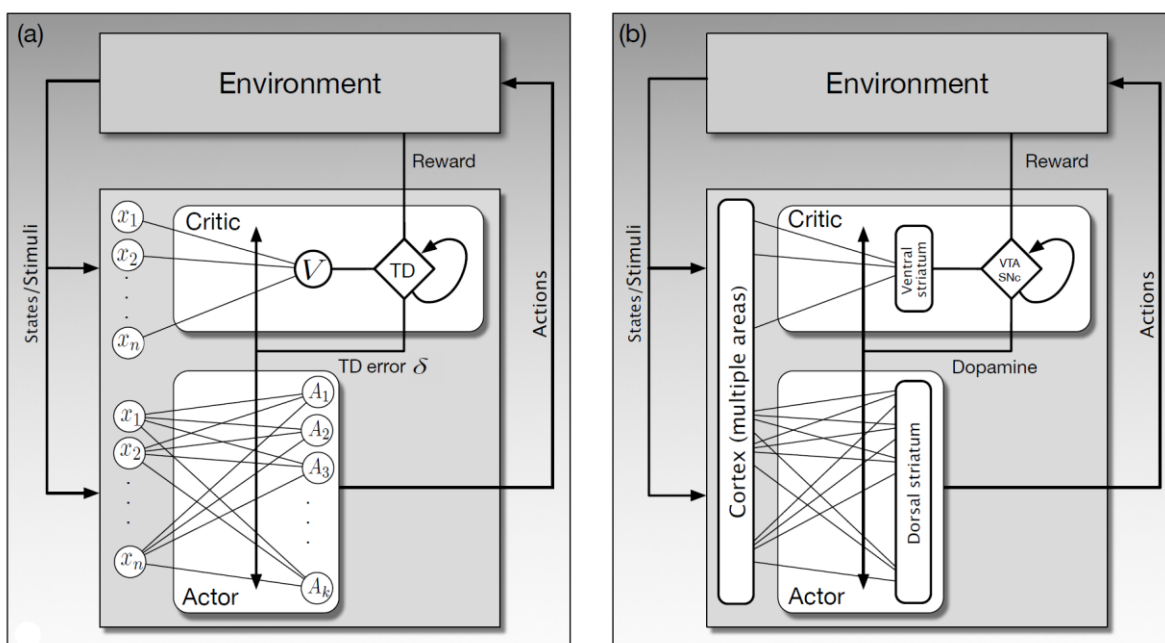 (a)
Environment
Reward
States/Stimuli
x1
x2
xn
Critic
V
TD
TD error δ
Actions
x1
x2
xn
A1
A2
A3
Ak
Actor
(b)
Environment
Reward
States/Stimuli
Cortex (multiple areas)
Critic
Ventral
striatum
VTA
SNc
Dopamine
Actions
Dorsal striatum
Actor